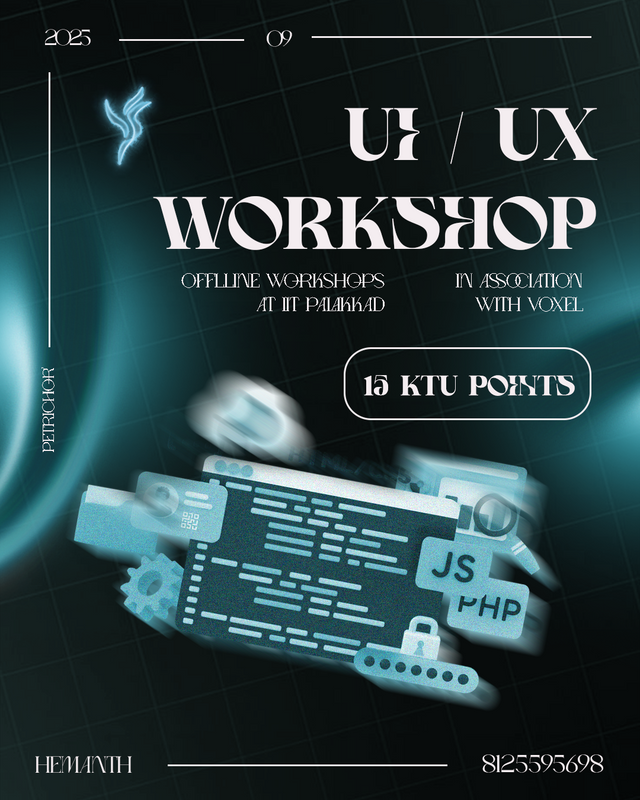 2025 09
UI / UX
WORKSHOP
OFFLLINE WORKSHOPS
AT IIT PALAKKAD
IN ASSOCIATION
WITH VOXEL
15 KTU POINTS
PETRICHOR
JS
PHP
HEMANTH 8125595698